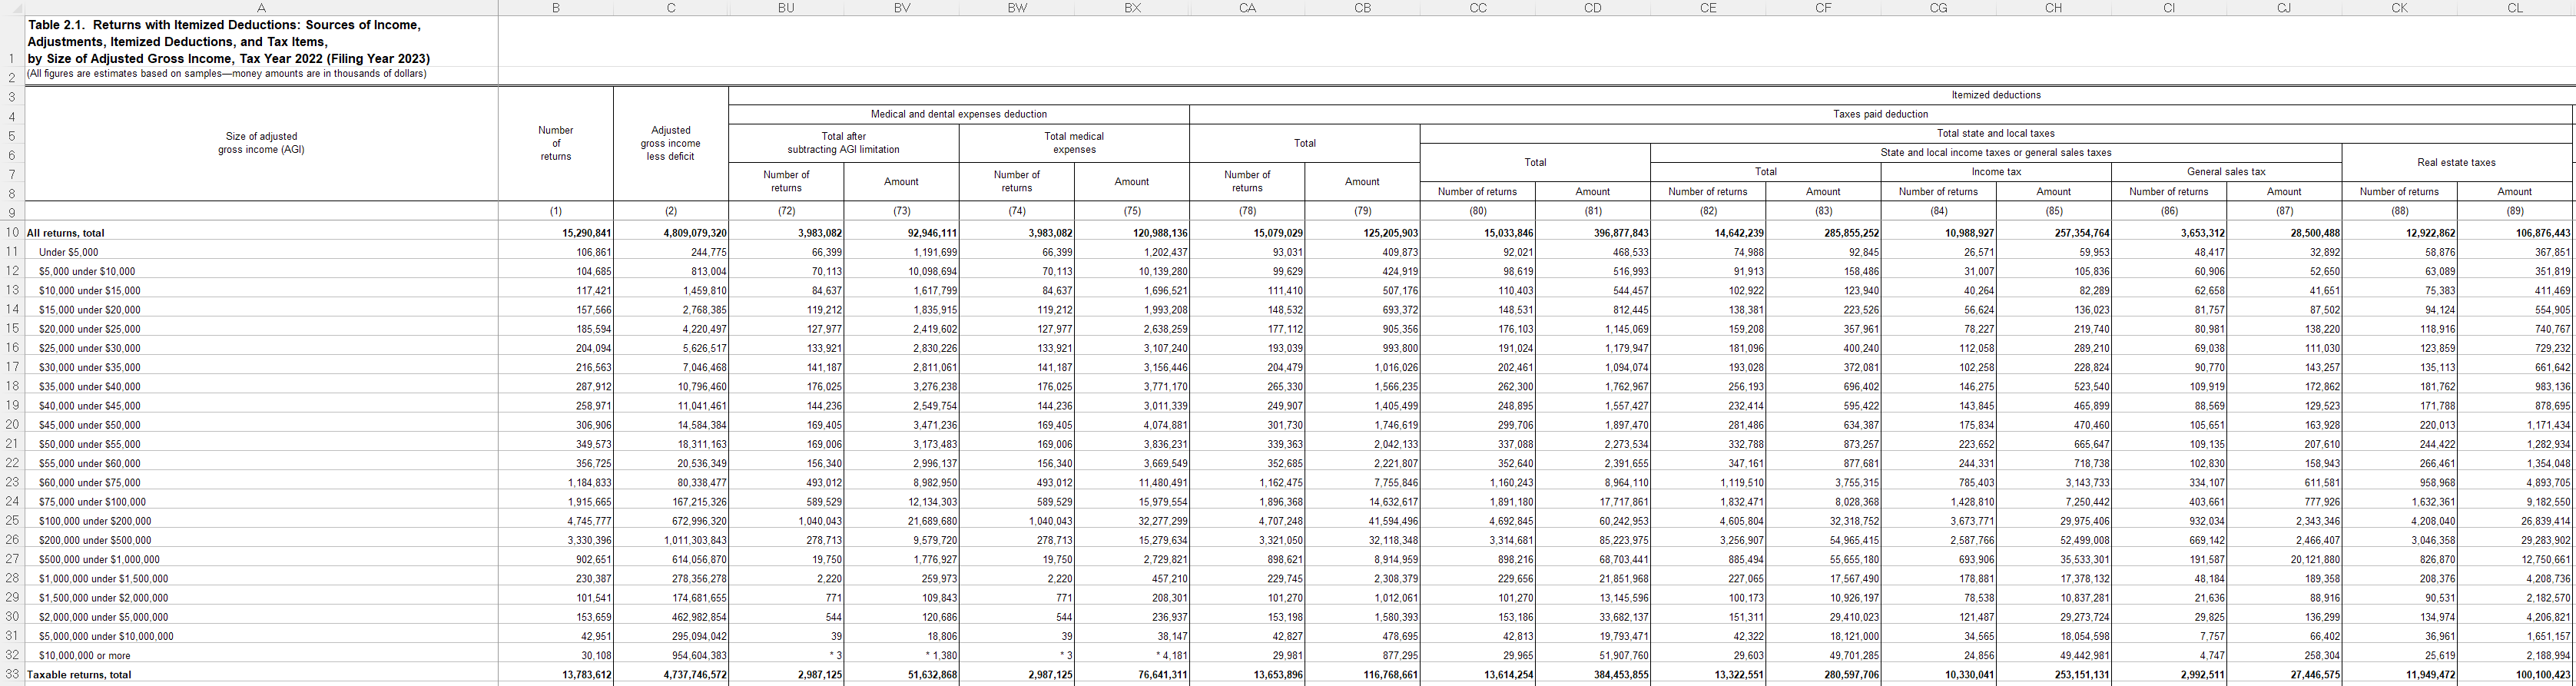 A B C BU BV BW BX CA CB CC CD CE CF CG CH CI CJ CK CL
Table 2.1. Returns with Itemized Deductions: Sources of Income,
Adjustments, Itemized Deductions, and Tax Items,
1 by Size of Adjusted Gross Income, Tax Year 2022 (Filing Year 2023)
2 (All figures are estimates based on samples—money amounts are in thousands of dollars)
3 Itemized deductions
4 Medical and dental expenses deduction Taxes paid deduction
5 Size of adjusted
gross income (AGI)
Number
of
returns
Adjusted
gross income
less deficit
Total after
subtracting AGI limitation
Total medical
expenses
Total
Total state and local taxes
6 Total State and local income taxes or general sales taxes Real estate taxes
7 Number of
returns
Amount
Number of
returns
Amount
Number of
returns
Amount
Total Income tax General sales tax
8 Number of returns Amount Number of returns Amount Number of returns Amount Number of returns Amount Number of returns Amount
9 (1) (2) (72) (73) (74) (75) (78) (79) (80) (81) (82) (83) (84) (85) (86) (87) (88) (89)
10 All returns, total 15,290,841 4,809,079,320 3,983,082 92,946,111 3,983,082 120,988,136 15,079,029 125,205,903 15,033,846 396,877,843 14,642,239 285,855,252 10,988,927 257,354,764 3,653,312 28,500,488 12,922,862 106,876,443
11 Under $5,000 106,861 244,775 66,399 1,191,699 66,399 1,202,437 93,031 409,873 92,021 468,533 74,988 92,845 26,571 59,953 48,417 32,892 58,876 367,851
12 $5,000 under $10,000 104,685 813,004 70,113 10,098,694 70,113 10,139,280 99,629 424,919 98,619 516,993 91,913 158,486 31,007 105,836 60,906 52,650 63,089 351,819
13 $10,000 under $15,000 117,421 1,459,810 84,637 1,617,799 84,637 1,696,521 111,410 507,176 110,403 544,457 102,922 123,940 40,264 82,289 62,658 41,651 75,383 411,469
14 $15,000 under $20,000 157,566 2,768,385 119,212 1,835,915 119,212 1,993,208 148,532 693,372 148,531 812,445 138,381 223,526 56,624 136,023 81,757 87,502 94,124 554,905
15 $20,000 under $25,000 185,594 4,220,497 127,977 2,419,602 127,977 2,638,259 177,112 905,356 176,103 1,145,069 159,208 357,961 78,227 219,740 80,981 138,220 118,916 740,767
16 $25,000 under $30,000 204,094 5,626,517 133,921 2,830,226 133,921 3,107,240 193,039 993,800 191,024 1,179,947 181,096 400,240 112,058 289,210 69,038 111,030 123,859 729,232
17 $30,000 under $35,000 216,563 7,046,468 141,187 2,811,061 141,187 3,156,446 204,479 1,016,026 202,461 1,094,074 193,028 372,081 102,258 228,824 90,770 143,257 135,113 661,642
18 $35,000 under $40,000 287,912 10,796,460 176,025 3,276,238 176,025 3,771,170 265,330 1,566,235 262,300 1,762,967 256,193 696,402 146,275 523,540 109,919 172,862 181,762 983,136
19 $40,000 under $45,000 258,971 11,041,461 144,236 2,549,754 144,236 3,011,339 249,907 1,405,499 248,895 1,557,427 232,414 595,422 143,845 465,899 88,569 129,523 171,788 878,695
20 $45,000 under $50,000 306,906 14,584,384 169,405 3,471,236 169,405 4,074,881 301,730 1,746,619 299,706 1,897,470 281,486 634,387 175,834 470,460 105,651 163,928 220,013 1,171,434
21 $50,000 under $55,000 349,573 18,311,163 169,006 3,173,483 169,006 3,836,231 339,363 2,042,133 337,088 2,273,534 332,788 873,257 223,652 665,647 109,135 207,610 244,422 1,282,934
22 $55,000 under $60,000 356,725 20,536,349 156,340 2,996,137 156,340 3,669,549 352,685 2,221,807 352,640 2,391,655 347,161 877,681 244,331 718,738 102,830 158,943 266,461 1,354,048
23 $60,000 under $75,000 1,184,833 80,338,477 493,012 8,982,950 493,012 11,480,491 1,162,475 7,755,846 1,160,243 8,964,110 1,119,510 3,755,315 785,403 3,143,733 334,107 611,581 958,968 4,893,705
24 $75,000 under $100,000 1,915,665 167,215,326 589,529 12,134,303 589,529 15,979,554 1,896,368 14,632,617 1,891,180 17,717,861 1,832,471 8,028,368 1,428,810 7,250,442 403,661 777,926 1,632,361 9,182,550
25 $100,000 under $200,000 4,745,777 672,996,320 1,040,043 21,689,680 1,040,043 32,277,299 4,707,248 41,594,496 4,692,845 60,242,953 4,605,804 32,318,752 3,673,771 29,975,406 932,034 2,343,346 4,208,040 26,839,414
26 $200,000 under $500,000 3,330,396 1,011,303,843 278,713 9,579,720 278,713 15,279,634 3,321,050 32,118,348 3,314,681 85,223,975 3,256,907 54,965,415 2,587,766 52,499,008 669,142 2,466,407 3,046,358 29,283,902
27 $500,000 under $1,000,000 902,651 614,056,870 19,750 1,776,927 19,750 2,729,821 898,621 8,914,959 898,216 68,703,441 885,494 55,655,180 693,906 35,533,301 191,587 20,121,880 826,870 12,750,661
28 $1,000,000 under $1,500,000 230,387 278,356,278 2,220 259,973 2,220 457,210 229,745 2,308,379 229,656 21,851,968 227,065 17,567,490 178,881 17,378,132 48,184 189,358 208,376 4,208,736
29 $1,500,000 under $2,000,000 101,541 174,681,655 771 109,843 771 208,301 101,270 1,012,061 101,270 13,145,596 100,173 10,926,197 78,538 10,837,281 21,636 88,916 90,531 2,182,570
30 $2,000,000 under $5,000,000 153,659 462,982,854 544 120,686 544 236,937 153,198 1,580,393 153,186 33,682,137 151,311 29,410,023 121,487 29,273,724 29,825 136,299 134,974 4,206,821
31 $5,000,000 under $10,000,000 42,951 295,094,042 39 18,806 39 38,147 42,827 478,695 42,813 19,793,471 42,322 18,121,000 34,565 18,054,598 7,757 66,402 36,961 1,651,157
32 $10,000,000 or more 30,108 954,604,383 * 3 * 1,380 * 3 * 4,181 29,981 877,295 29,965 51,907,760 29,603 49,701,285 24,856 49,442,981 4,747 258,304 25,619 2,188,994
33 Taxable returns, total 13,783,612 4,737,746,572 2,987,125 51,632,868 2,987,125 76,641,311 13,653,896 116,768,661 13,614,254 384,453,855 13,322,551 280,597,706 10,330,041 253,151,131 2,992,511 27,446,575 11,949,472 100,100,423